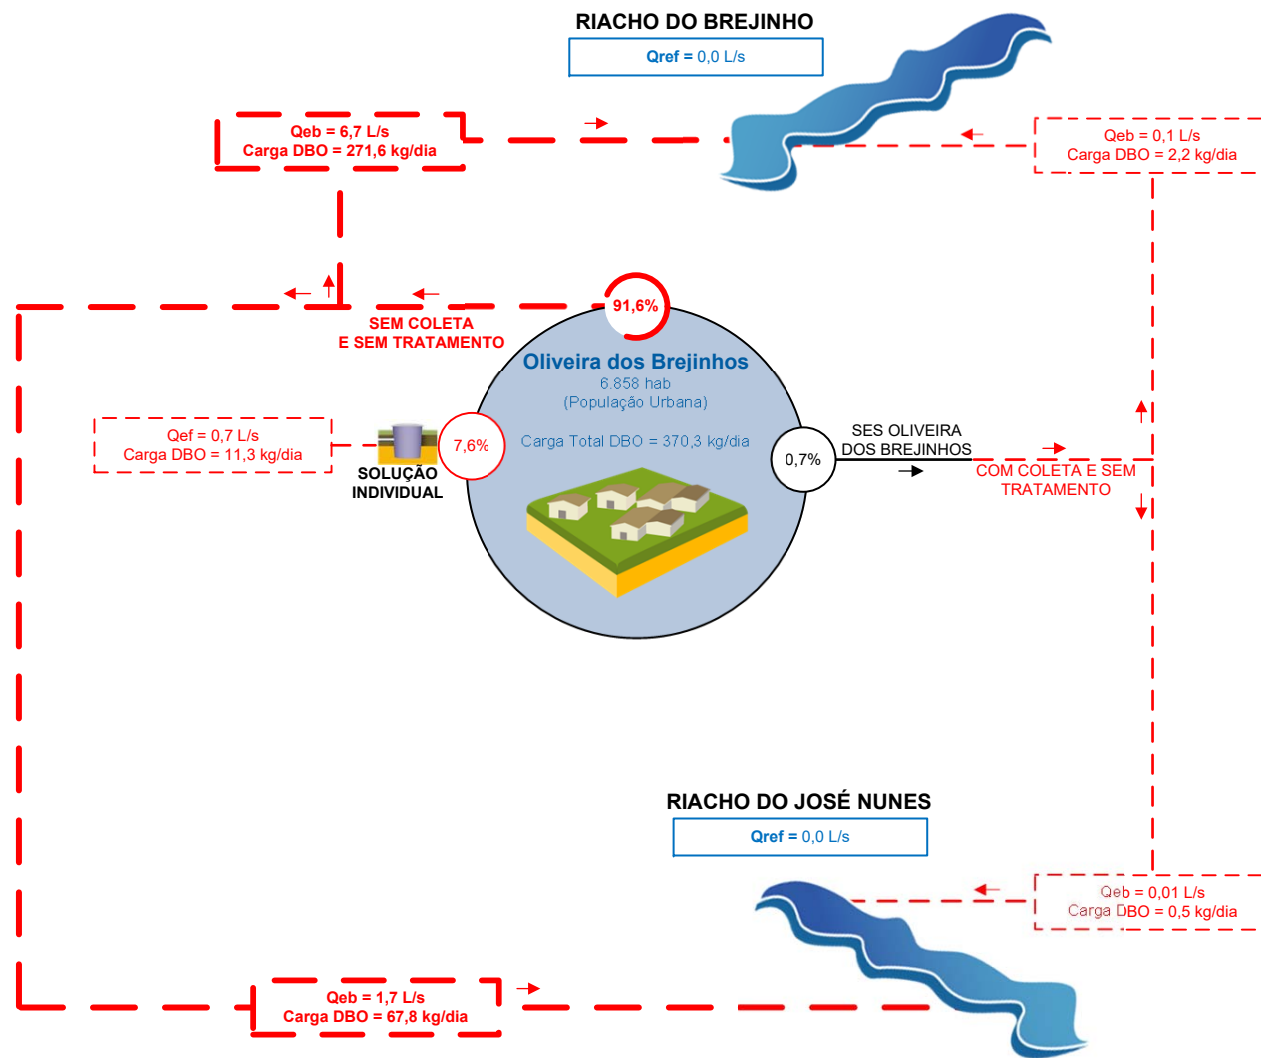 RIACHO DO BREJINHO
Qref = 0,0 L/s
Qeb = 6,7 L/s
Carga DBO = 271,6 kg/dia
Qeb = 0,1 L/s
Carga DBO = 2,2 kg/dia
91,6%
SEM COLETA
E SEM TRATAMENTO
Oliveira dos Brejinhos
6.858 hab
(População Urbana)
Carga Total DBO = 370,3 kg/dia
Qef = 0,7 L/s
Carga DBO = 11,3 kg/dia
7,6%
SOLUÇÃO
INDIVIDUAL
0,7%
SES OLIVEIRA
DOS BREJINHOS
COM COLETA E SEM
TRATAMENTO
RIACHO DO JOSÉ NUNES
Qref = 0,0 L/s
Qeb = 0,01 L/s
Carga DBO = 0,5 kg/dia
Qeb = 1,7 L/s
Carga DBO = 67,8 kg/dia